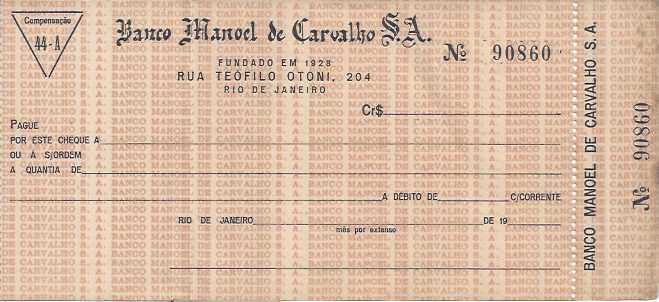 Compensação
44-A
Banco Manoel de Carvalho S.A.
Nº 90860
FUNDADO EM 1928
RUA TEÓFILO OTONI, 204
RIO DE JANEIRO
Cr$
PAGUE
POR ESTE CHEQUE A
OU À S/ORDEM
A QUANTIA DE
A DÉBITO DE C/CORRENTE
RIO DE JANEIRO DE 19
mês por extenso
BANCO MANOEL DE CARVALHO S. A.
Nº 90860